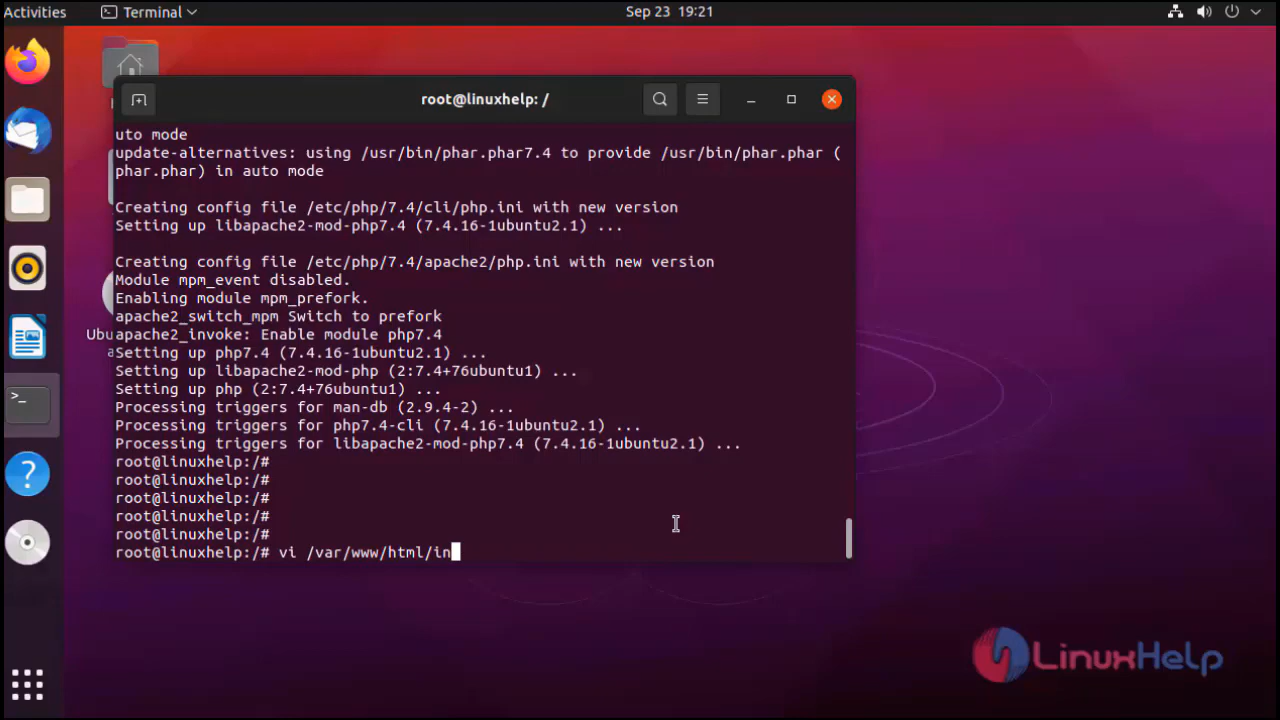 Activities
Terminal
Sep 23 19:21
root@linuxhelp: /
uto mode
update-alternatives: using /usr/bin/phar.phar7.4 to provide /usr/bin/phar.phar (
phar.phar) in auto mode
Creating config file /etc/php/7.4/cli/php.ini with new version
Setting up libapache2-mod-php7.4 (7.4.16-1ubuntu2.1) ...
Creating config file /etc/php/7.4/apache2/php.ini with new version
Module mpm_event disabled.
Enabling module mpm_prefork.
apache2_switch_mpm Switch to prefork
Ubu
apache2_invoke: Enable module php7.4
a
Setting up php7.4 (7.4.16-1ubuntu2.1) ...
Setting up libapache2-mod-php (2:7.4+76ubuntu1) ...
Setting up php (2:7.4+76ubuntu1) ...
Processing triggers for man-db (2.9.4-2) ...
Processing triggers for php7.4-cli (7.4.16-1ubuntu2.1) ...
Processing triggers for libapache2-mod-php7.4 (7.4.16-1ubuntu2.1) ...
root@linuxhelp:/#
root@linuxhelp:/#
root@linuxhelp:/#
root@linuxhelp:/#
root@linuxhelp:/#
root@linuxhelp:/# vi /var/www/html/in
LinuxHelp